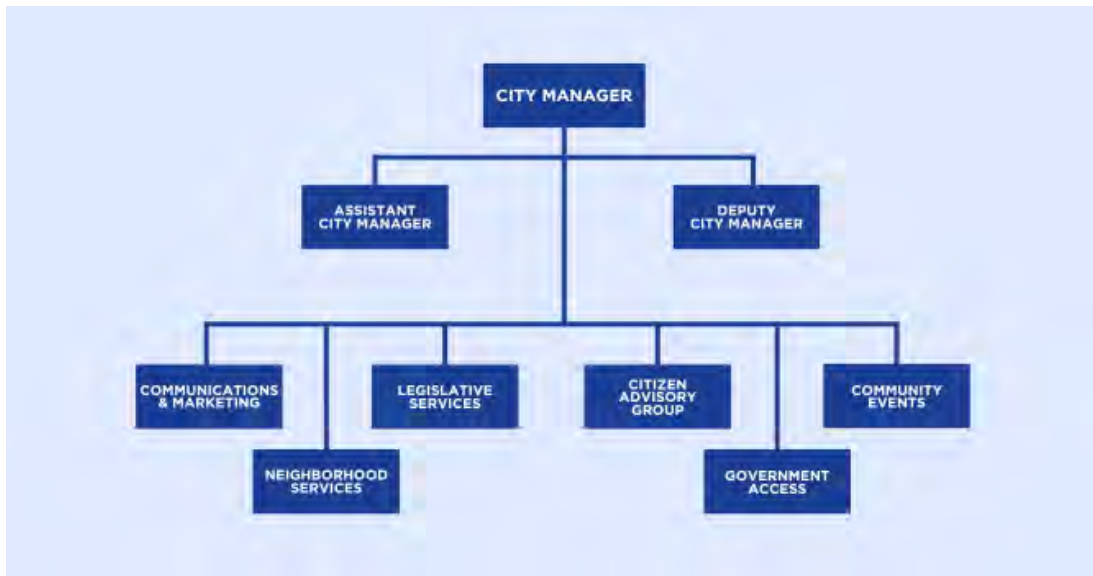 CITY MANAGER
ASSISTANT
CITY MANAGER
DEPUTY
CITY MANAGER
COMMUNICATIONS
& MARKETING
LEGISLATIVE
SERVICES
CITIZEN
ADVISORY
GROUP
COMMUNITY
EVENTS
NEIGHBORHOOD
SERVICES
GOVERNMENT
ACCESS